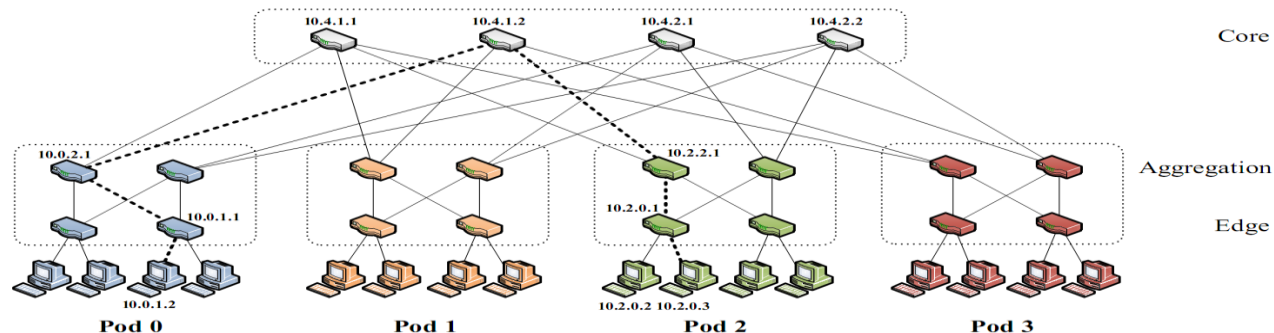 10.4.1.1 10.4.1.2 10.4.2.1 10.4.2.2
Core
10.0.2.1 10.2.2.1 Aggregation
10.0.1.1 10.2.0.1 Edge
10.0.1.2 10.2.0.2 10.2.0.3
Pod 0 Pod 1 Pod 2 Pod 3